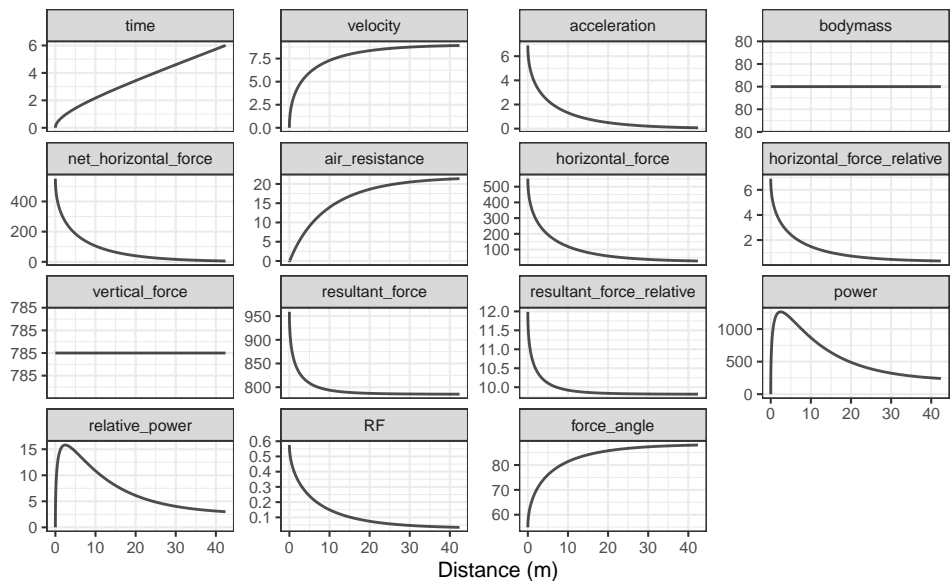 time velocity acceleration bodymass
6 4 2 0
7.5 5.0 2.5 0.0
6 4 2 0
80 80 80 80 80
net_horizontal_force air_resistance horizontal_force horizontal_force_relative
400 200 0
20 15 10 5 0
500 400 300 200 100
6 4 2
vertical_force resultant_force resultant_force_relative power
785 785 785 785
950 900 850 800
12.0 11.5 11.0 10.5 10.0
1000 500 0
0 10 20 30 40
relative_power RF force_angle
15 10 5 0
0.6 0.5 0.4 0.3 0.2 0.1
80 70 60
0 10 20 30 40 0 10 20 30 40 0 10 20 30 40
Distance (m)